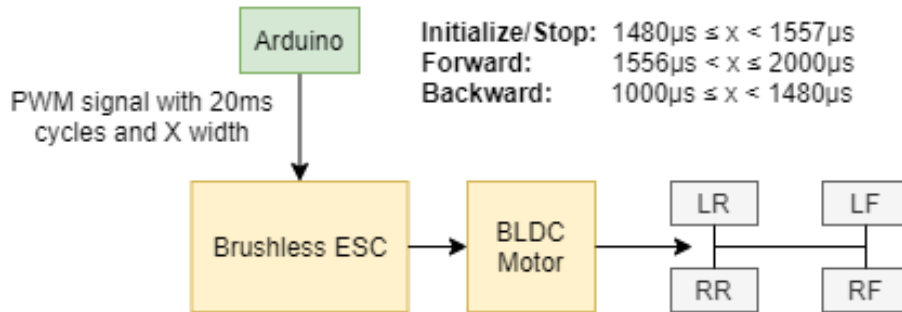 Arduino
Initialize/Stop: 1480µs ≤ x < 1557µs
Forward: 1556µs < x ≤ 2000µs
Backward: 1000µs ≤ x < 1480µs
PWM signal with 20ms
cycles and X width
Brushless ESC
BLDC
Motor
LR
LF
RR
RF